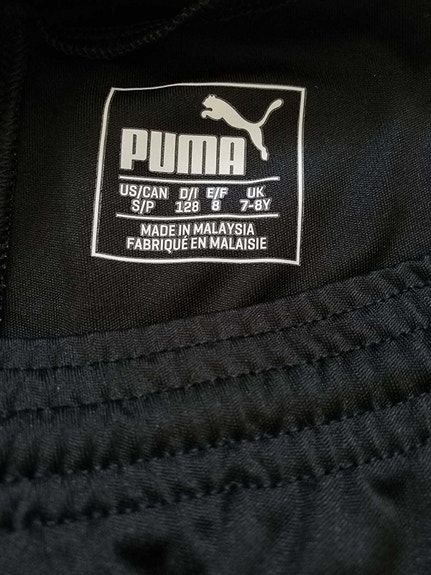 PUMA
US/CAN D/I E/F UK
S/P 128 8 7-8Y
MADE IN MALAYSIA
FABRIQUÉ EN MALAISIE